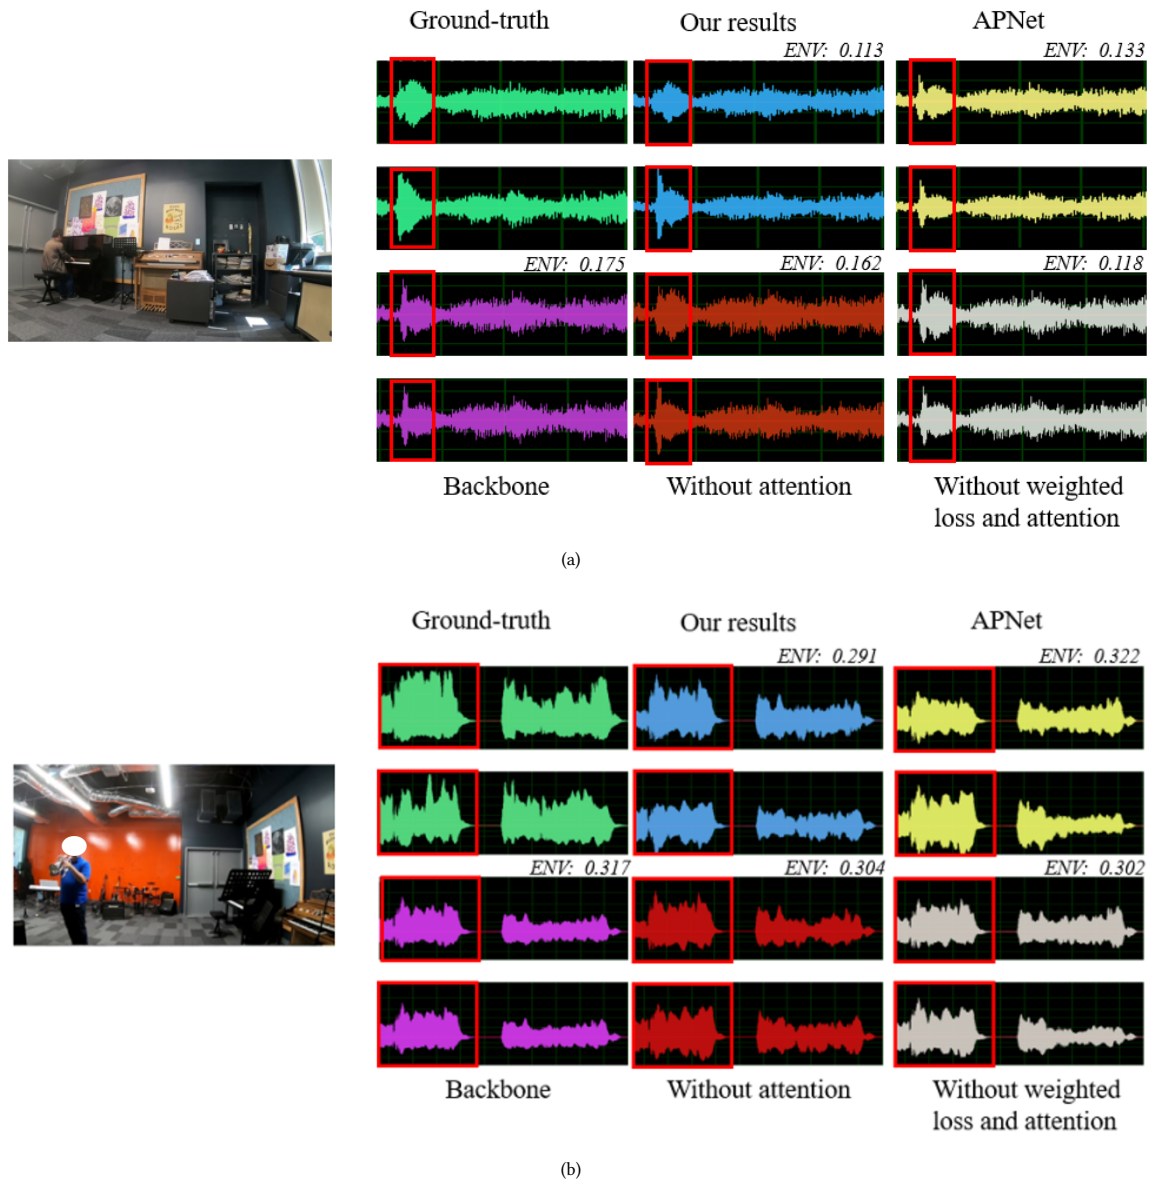 Ground-truth
Our results
APNet
ENV: 0.113
ENV: 0.133
ENV: 0.175
ENV: 0.162
ENV: 0.118
Backbone
Without attention
Without weighted
loss and attention
(a)
Ground-truth
Our results
APNet
ENV: 0.291
ENV: 0.322
ENV: 0.317
ENV: 0.304
ENV: 0.302
Backbone
Without attention
Without weighted
loss and attention
(b)